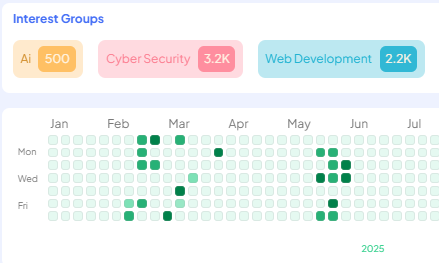 Interest Groups
Ai 500 Cyber Security 3.2K Web Development 2.2K
Jan Feb Mar Apr May Jun Jul
Mon
Wed
Fri
2025